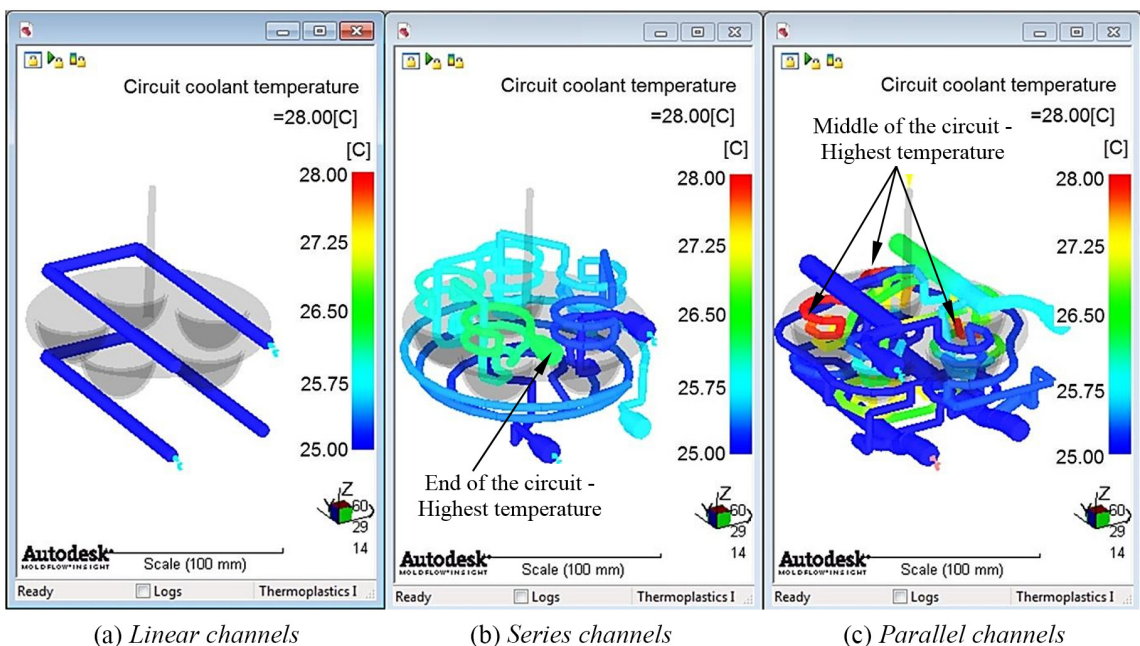 Circuit coolant temperature
=28.00[C]
[C]
28.00
27.25
26.50
25.75
25.00
Z
60
29
14
Autodesk
MOLDFLOW INSIGHT
Scale (100 mm)
Ready
Logs
Thermoplastics I
(a) Linear channels
Circuit coolant temperature
=28.00[C]
[C]
28.00
27.25
26.50
25.75
25.00
End of the circuit -
Highest temperature
Z
60
29
14
Autodesk
MOLDFLOW INSIGHT
Scale (100 mm)
Ready
Logs
Thermoplastics I
(b) Series channels
Circuit coolant temperature
=28.00[C]
Middle of the circuit -
Highest temperature
[C]
28.00
27.25
26.50
25.75
25.00
Z
60
29
14
Autodesk
MOLDFLOW INSIGHT
Scale (100 mm)
Ready
Logs
Thermoplastics I
(c) Parallel channels